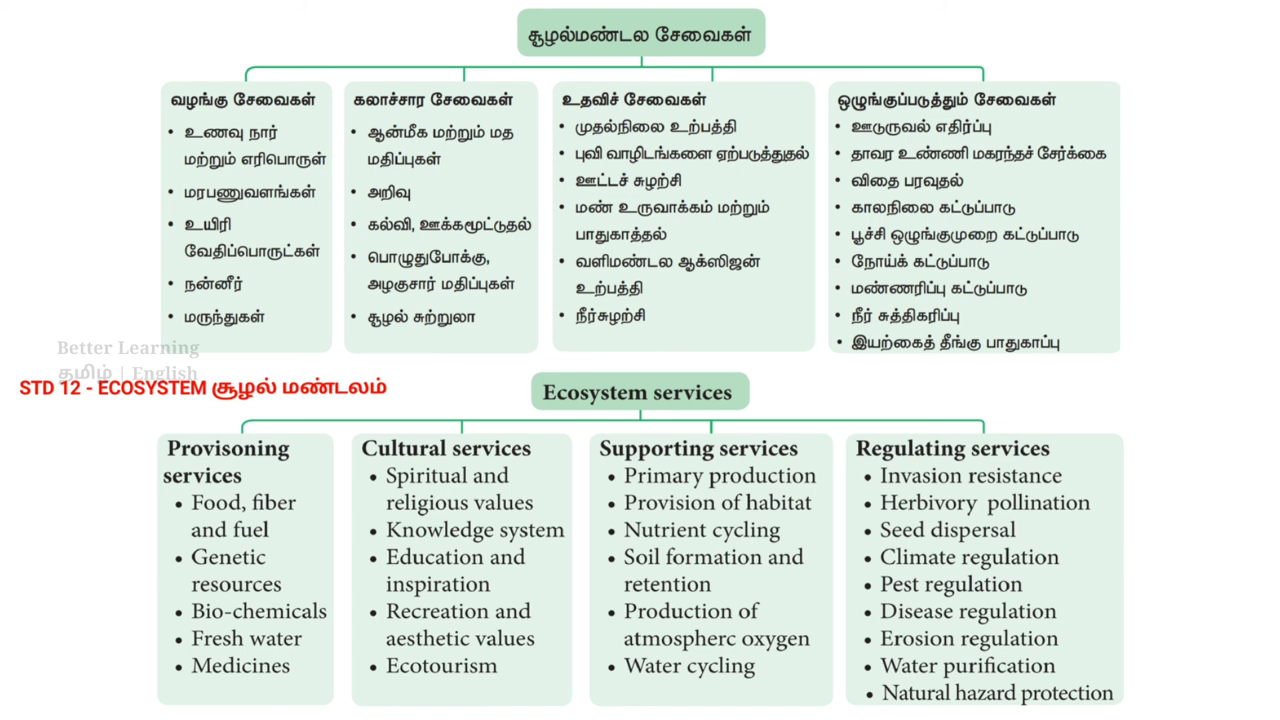 சூழல்மண்டல சேவைகள்
வழங்கு சேவைகள்
• உணவு நார்
மற்றும் எரிபொருள்
• மரபணுவளங்கள்
• உயிரி
வேதிப்பொருட்கள்
• நன்னீர்
• மருந்துகள்
கலாச்சார சேவைகள்
• ஆன்மீக மற்றும் மத
மதிப்புகள்
• அறிவு
• கல்வி, ஊக்கமூட்டுதல்
• பொழுதுபோக்கு,
அழகுசார் மதிப்புகள்
• சூழல் சுற்றுலா
உதவிச் சேவைகள்
• முதல்நிலை உற்பத்தி
• புவி வாழிடங்களை ஏற்படுத்துதல்
• ஊட்டச் சுழற்சி
• மண் உருவாக்கம் மற்றும்
பாதுகாத்தல்
• வளிமண்டல ஆக்ஸிஜன்
உற்பத்தி
• நீர்சுழற்சி
ஒழுங்குப்படுத்தும் சேவைகள்
• ஊடுருவல் எதிர்ப்பு
• தாவர உண்ணி மகரந்தச் சேர்க்கை
• விதை பரவுதல்
• காலநிலை கட்டுப்பாடு
• பூச்சி ஒழுங்குமுறை கட்டுப்பாடு
• நோய்க் கட்டுப்பாடு
• மண்ணரிப்பு கட்டுப்பாடு
• நீர் சுத்திகரிப்பு
• இயற்கைத் தீங்கு பாதுகாப்பு
Better Learning
தமிழ் | English
STD 12 - ECOSYSTEM சூழல் மண்டலம்
Ecosystem services
Provisoning
services
• Food, fiber
and fuel
• Genetic
resources
• Bio-chemicals
• Fresh water
• Medicines
Cultural services
• Spiritual and
religious values
• Knowledge system
• Education and
inspiration
• Recreation and
aesthetic values
• Ecotourism
Supporting services
• Primary production
• Provision of habitat
• Nutrient cycling
• Soil formation and
retention
• Production of
atmospherc oxygen
• Water cycling
Regulating services
• Invasion resistance
• Herbivory pollination
• Seed dispersal
• Climate regulation
• Pest regulation
• Disease regulation
• Erosion regulation
• Water purification
• Natural hazard protection